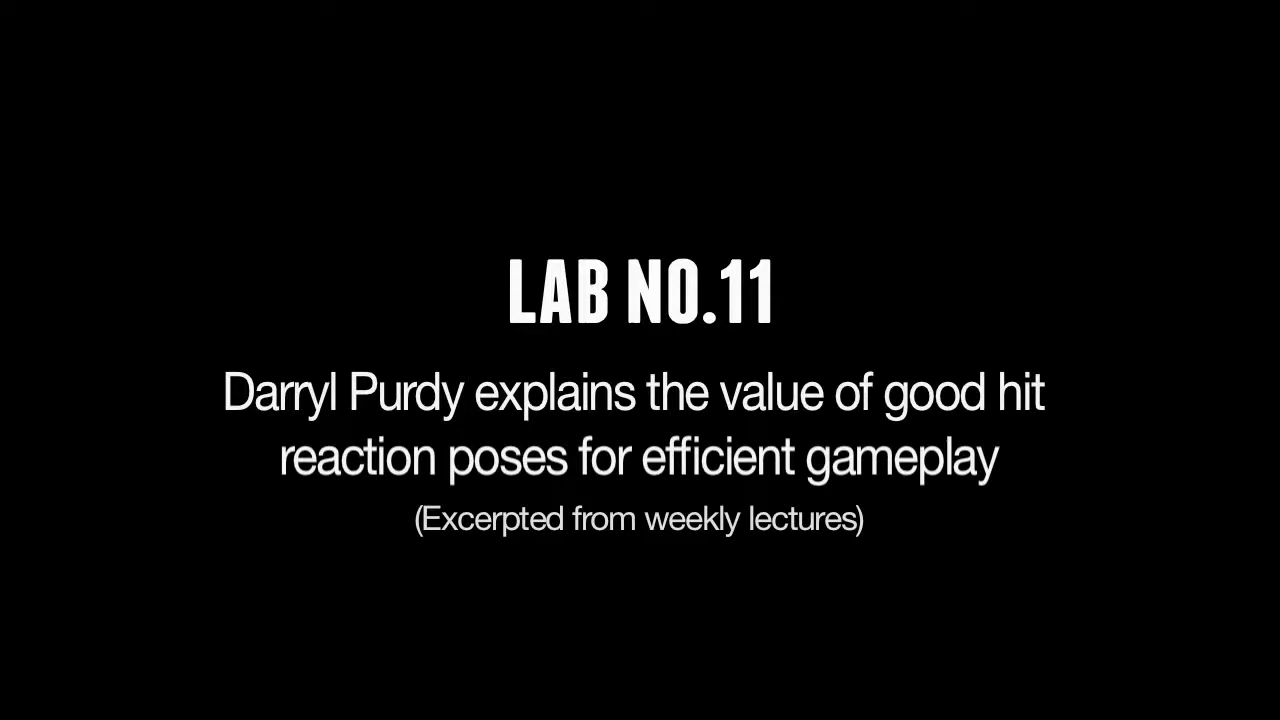 LAB NO.11
Darryl Purdy explains the value of good hit
reaction poses for efficient gameplay
(Excerpted from weekly lectures)